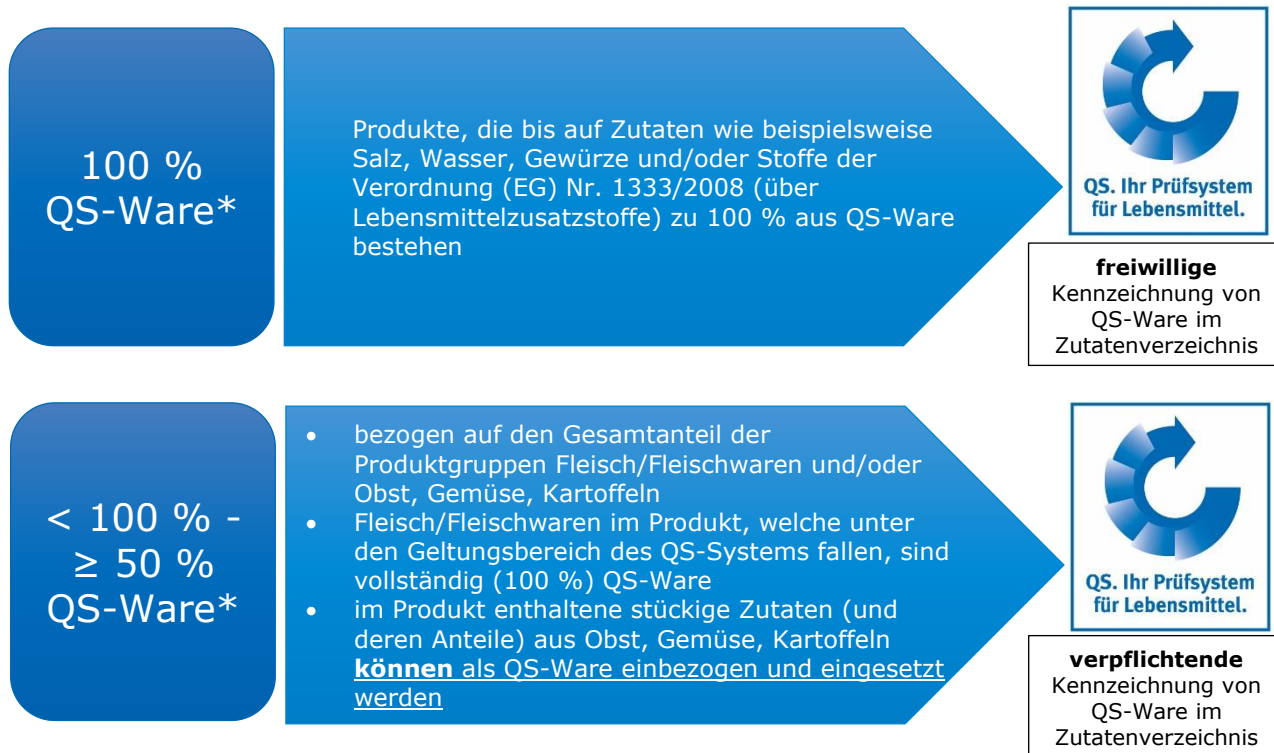 100 %
QS-Ware*
Produkte, die bis auf Zutaten wie beispielsweise
Salz, Wasser, Gewürze und/oder Stoffe der
Verordnung (EG) Nr. 1333/2008 (über
Lebensmittelzusatzstoffe) zu 100 % aus QS-Ware
bestehen
QS. Ihr Prüfsystem
für Lebensmittel.
freiwillige
Kennzeichnung von
QS-Ware im
Zutatenverzeichnis
< 100 % -
≥ 50 %
QS-Ware*
• bezogen auf den Gesamtanteil der
Produktgruppen Fleisch/Fleischwaren und/oder
Obst, Gemüse, Kartoffeln
• Fleisch/Fleischwaren im Produkt, welche unter
den Geltungsbereich des QS-Systems fallen, sind
vollständig (100 %) QS-Ware
• im Produkt enthaltene stückige Zutaten (und
deren Anteile) aus Obst, Gemüse, Kartoffeln
können als QS-Ware einbezogen und eingesetzt
werden
QS. Ihr Prüfsystem
für Lebensmittel.
verpflichtende
Kennzeichnung von
QS-Ware im
Zutatenverzeichnis